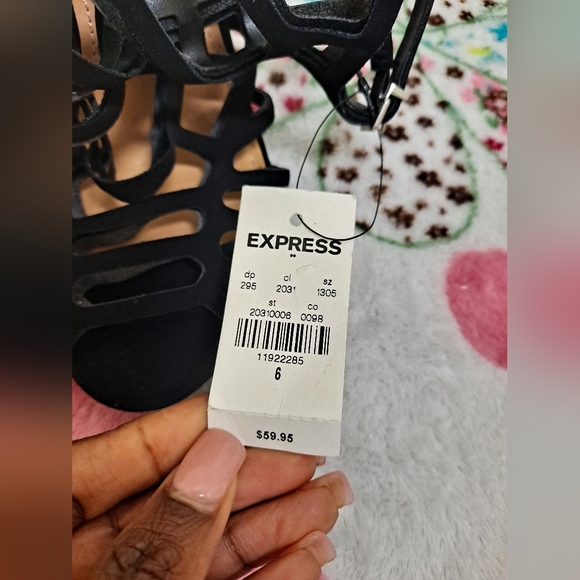 EXPRESS
dp cl sz
295 2031 1305
st co
20310006 0098
11922285
6
$59.95